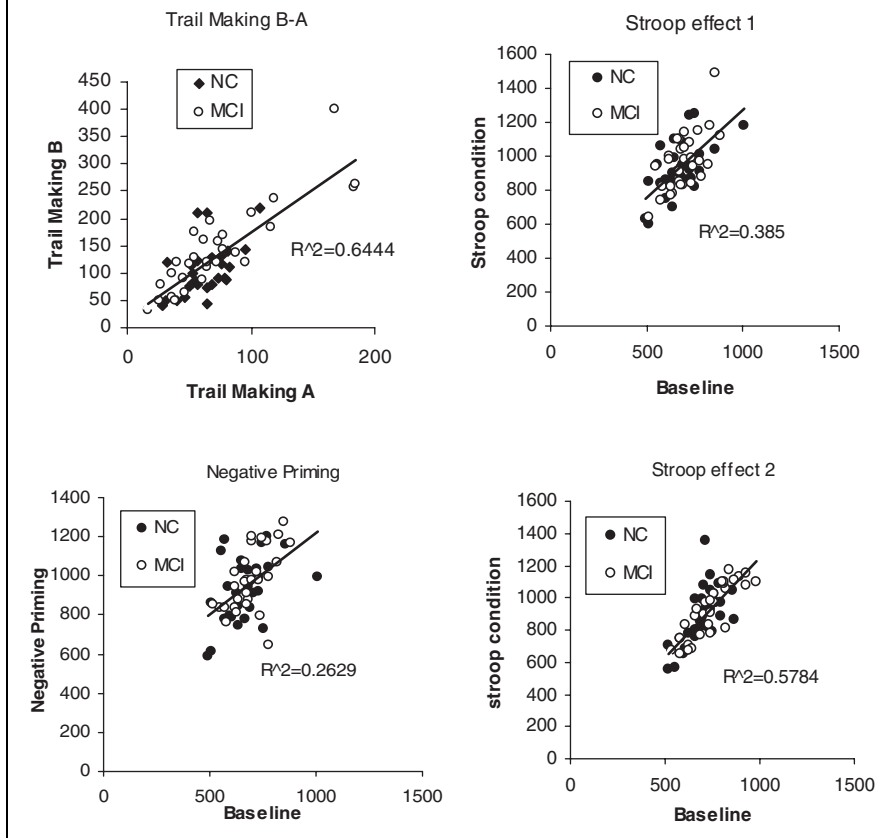 Trail Making B-A
450
400
350
300
250
200
150
100
50
0
NC
MCI
R^2=0.6444
0 100 200
Trail Making B
Trail Making A
Stroop effect 1
1600
1400
1200
1000
800
600
400
200
0
NC
MCI
R^2=0.385
0 500 1000 1500
Stroop condition
Baseline
Negative Priming
1400
1200
1000
800
600
400
200
0
NC
MCI
R^2=0.2629
0 500 1000 1500
Negative Priming
Baseline
Stroop effect 2
1600
1400
1200
1000
800
600
400
200
0
NC
MCI
R^2=0.5784
0 500 1000 1500
stroop condition
Baseline